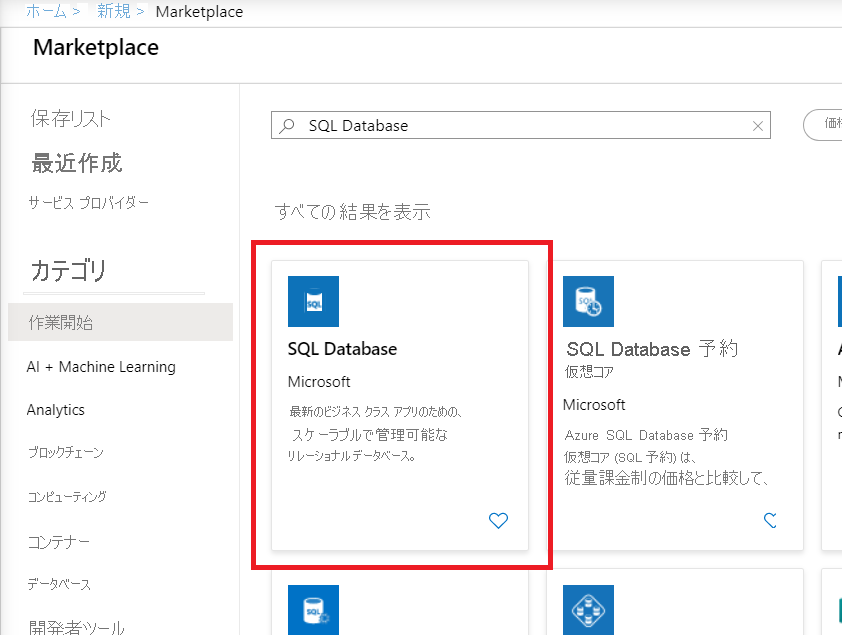 ホーム > 新規 > Marketplace
Marketplace
保存リスト
最近作成
サービス プロバイダー
カテゴリ
作業開始
AI + Machine Learning
Analytics
ブロックチェーン
コンピューティング
コンテナー
データベース
開発者ツール
SQL Database
すべての結果を表示
SQL
SQL Database
Microsoft
最新のビジネス クラス アプリのための、
スケーラブルで管理可能な
リレーショナル データベース。
SQL
SQL Database 予約
仮想コア
Microsoft
Azure SQL Database 予約
仮想コア (SQL 予約) は、
従量課金制の価格と比較して、
SQL